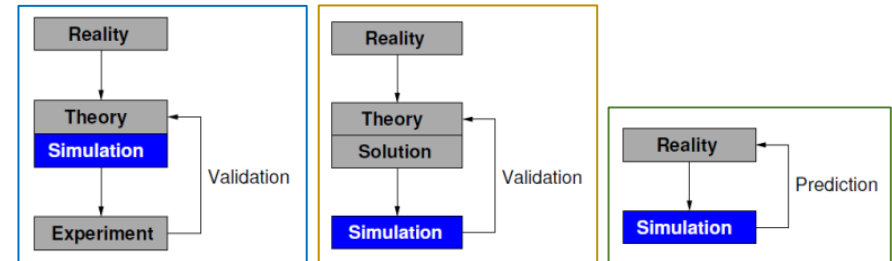 Reality
Theory
Simulation
Validation
Experiment
Reality
Theory
Solution
Validation
Simulation
Reality
Prediction
Simulation